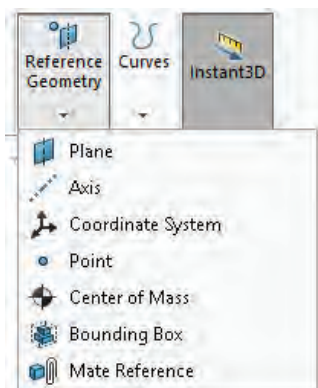 Reference
Geometry
Curves
Instant3D
Plane
Axis
Coordinate System
Point
Center of Mass
Bounding Box
Mate Reference